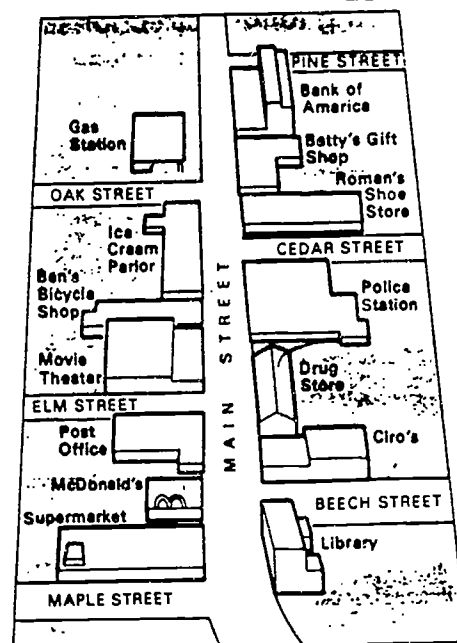 PINE STREET
Bank of
America
Gas
Station
Betty's Gift
Shop
Roman's
Shoe
Store
OAK STREET
Ice
Cream
Parlor
CEDAR STREET
Ben's
Bicycle
Shop
Police
Station
MAIN STREET
Movie
Theater
Drug
Store
ELM STREET
Post
Office
Ciro's
McDonald's
Supermarket
BEECH STREET
Library
MAPLE STREET